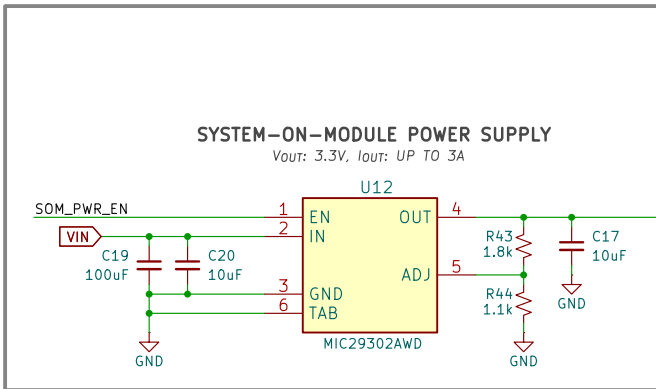 SYSTEM-ON-MODULE POWER SUPPLY
VOUT: 3.3V, IOUT: UP TO 3A
U12
SOM_PWR_EN
1 EN OUT 4
VIN
2 IN
R43
1.8k
C17
10uF
C19
100uF
C20
10uF
ADJ 5
3 GND
6 TAB
R44
1.1k
GND
MIC29302AWD
GND
GND